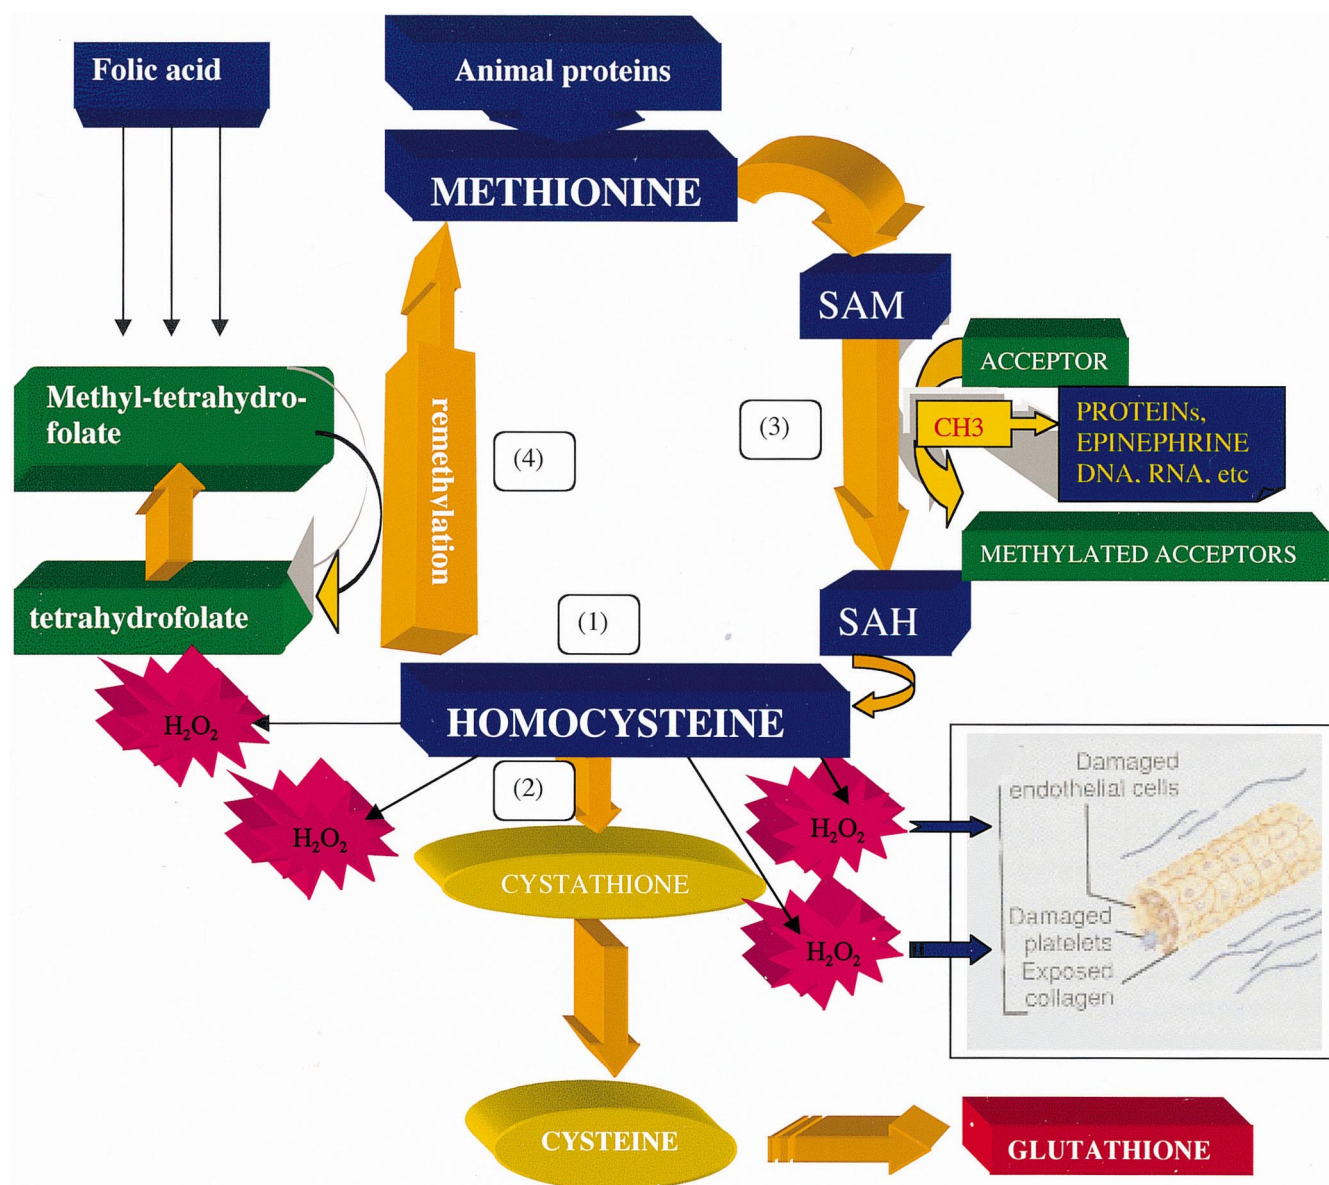 Folic acid
Animal proteins
METHIONINE
SAM
ACCEPTOR
Methyl-tetrahydro-
folate
remethylation
(4)
(3)
CH3
PROTEINs,
EPINEPHRINE
DNA. RNA. etc
METHYLATED ACCEPTORS
tetrahydrofolate
(1)
SAH
HOMOCYSTEINE
H₂O₂
H₂O₂
(2)
H₂O₂
H₂O₂
CYSTATHIONE
Damaged
endothelial cells
Damaged
platelets
Exposed
collagen
CYSTEINE
GLUTATHIONE